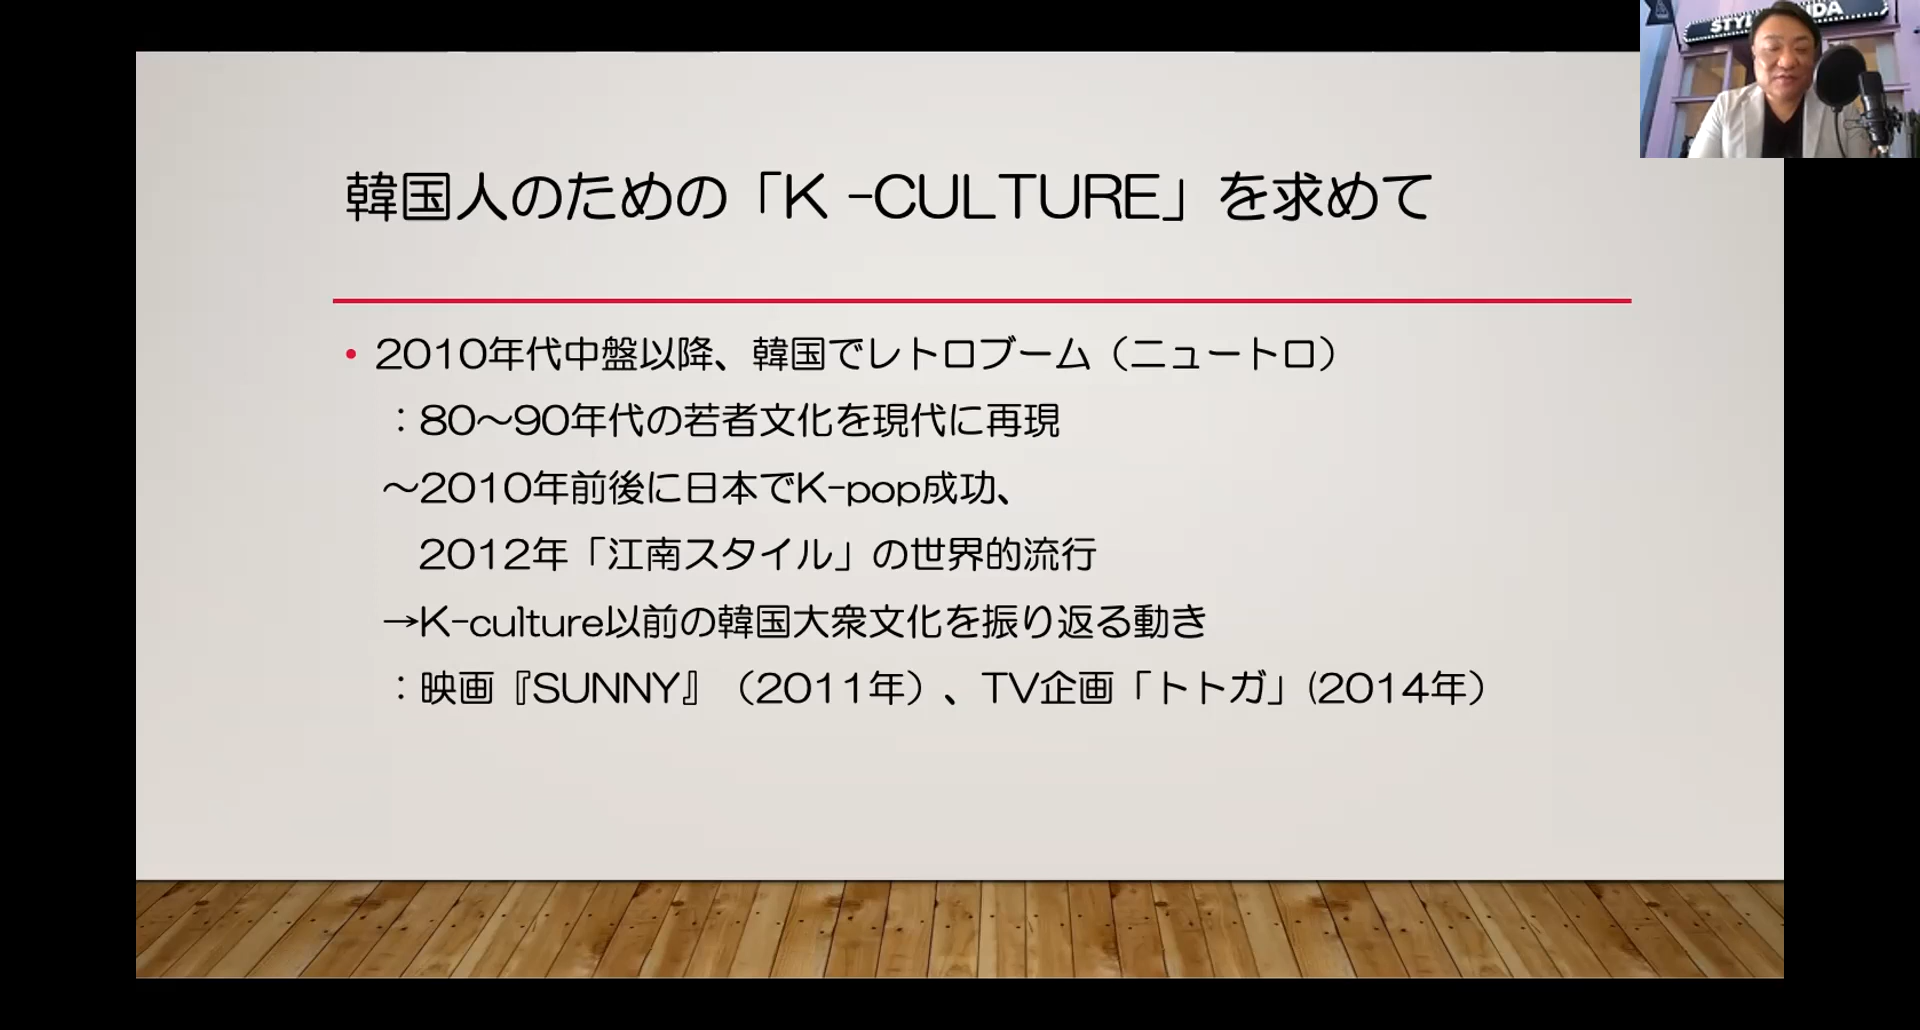 韓国人のための「K -CULTURE」を求めて
• 2010年代中盤以降、韓国でレトロブーム（ニュートロ）
：80～90年代の若者文化を現代に再現
～2010年前後に日本でK-pop成功、
2012年「江南スタイル」の世界的流行
→K-culture以前の韓国大衆文化を振り返る動き
：映画『SUNNY』（2011年）、TV企画「トトガ」(2014年）